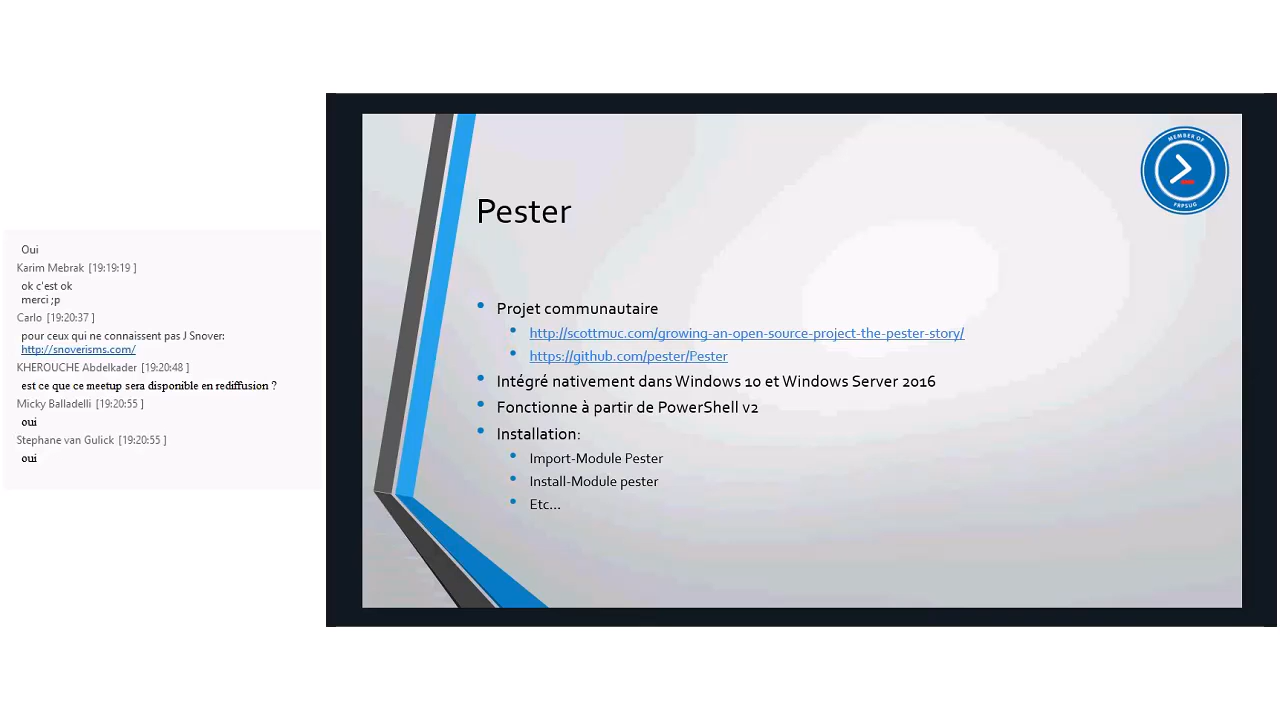 Oui
Karim Mebrak [19:19:19 ]
ok c'est ok
merci ;p
Carlo [19:20:37 ]
pour ceux qui ne connaissent pas J Snover:
http://snoverisms.com/
KHEROUCHE Abdelkader [19:20:48 ]
est ce que ce meetup sera disponible en rediffusion ?
Micky Balladelli [19:20:55 ]
oui
Stephane van Gulick [19:20:55 ]
oui
MEMBER OF
FRPSUG
Pester
• Projet communautaire
• http://scottmuc.com/growing-an-open-source-project-the-pester-story/
• https://github.com/pester/Pester
• Intégré nativement dans Windows 10 et Windows Server 2016
• Fonctionne à partir de PowerShell v2
• Installation:
• Import-Module Pester
• Install-Module pester
• Etc...